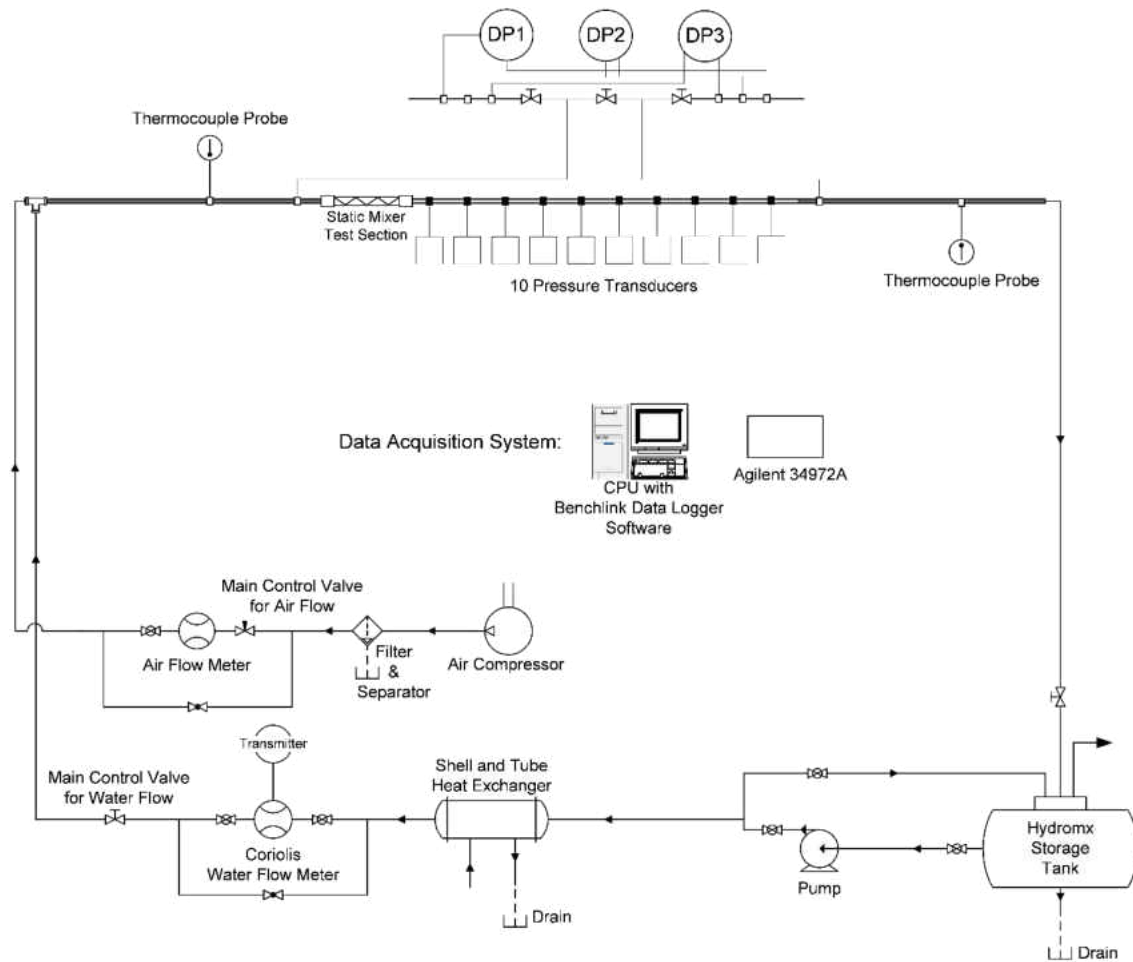 DP1
DP2
DP3
Thermocouple Probe
Static Mixer
Test Section
10 Pressure Transducers
Thermocouple Probe
Data Acquisition System:
CPU with
Benchlink Data Logger
Software
Agilent 34972A
Main Control Valve
for Air Flow
Air Flow Meter
Filter
&
Separator
Air Compressor
Transmitter
Main Control Valve
for Water Flow
Coriolis
Water Flow Meter
Shell and Tube
Heat Exchanger
Drain
Pump
Hydromx
Storage
Tank
Drain